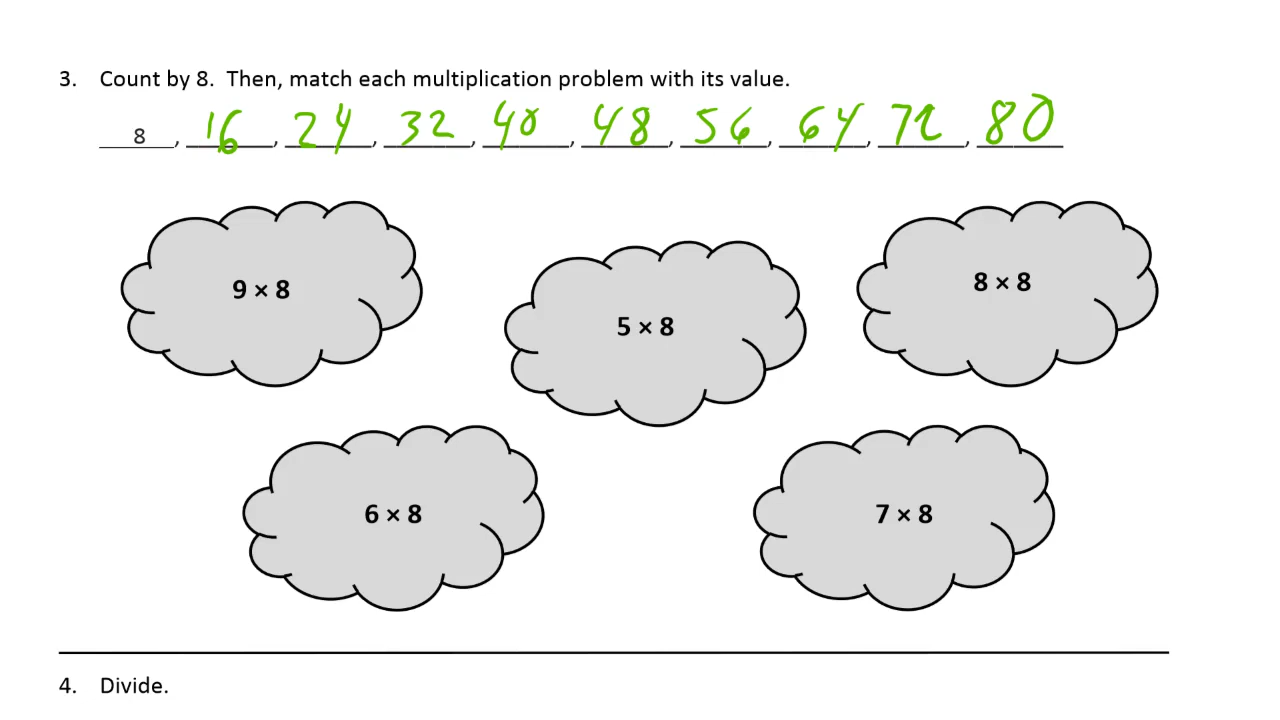 3. Count by 8. Then, match each multiplication problem with its value.
8, 16, 24, 32, 40, 48, 56, 64, 72, 80
9 × 8
5 × 8
8 × 8
6 × 8
7 × 8
4. Divide.